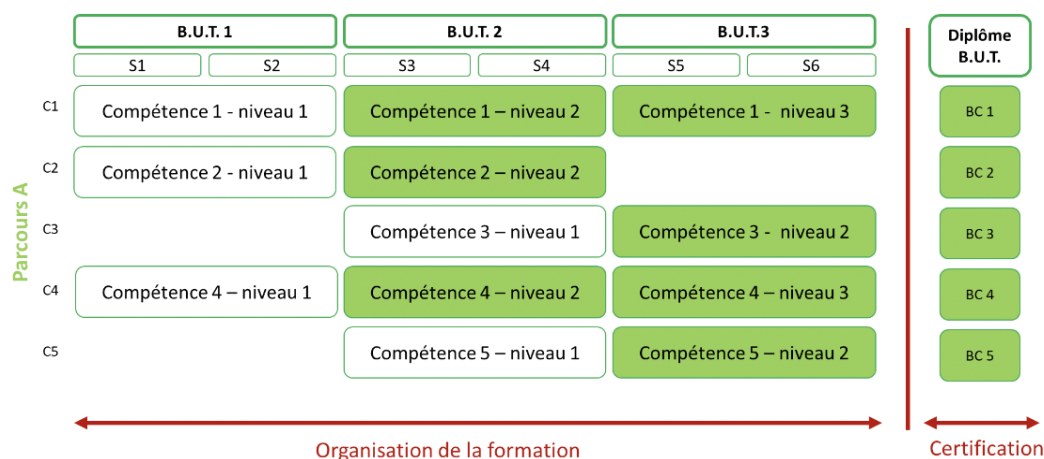 B.U.T. 1
B.U.T. 2
B.U.T.3
Diplôme
B.U.T.
S1
S2
S3
S4
S5
S6
Parcours A
C1
Compétence 1 - niveau 1
Compétence 1 – niveau 2
Compétence 1 - niveau 3
BC 1
C2
Compétence 2 - niveau 1
Compétence 2 – niveau 2
BC 2
C3
Compétence 3 – niveau 1
Compétence 3 - niveau 2
BC 3
C4
Compétence 4 – niveau 1
Compétence 4 – niveau 2
Compétence 4 – niveau 3
BC 4
C5
Compétence 5 – niveau 1
Compétence 5 – niveau 2
BC 5
Organisation de la formation
Certification